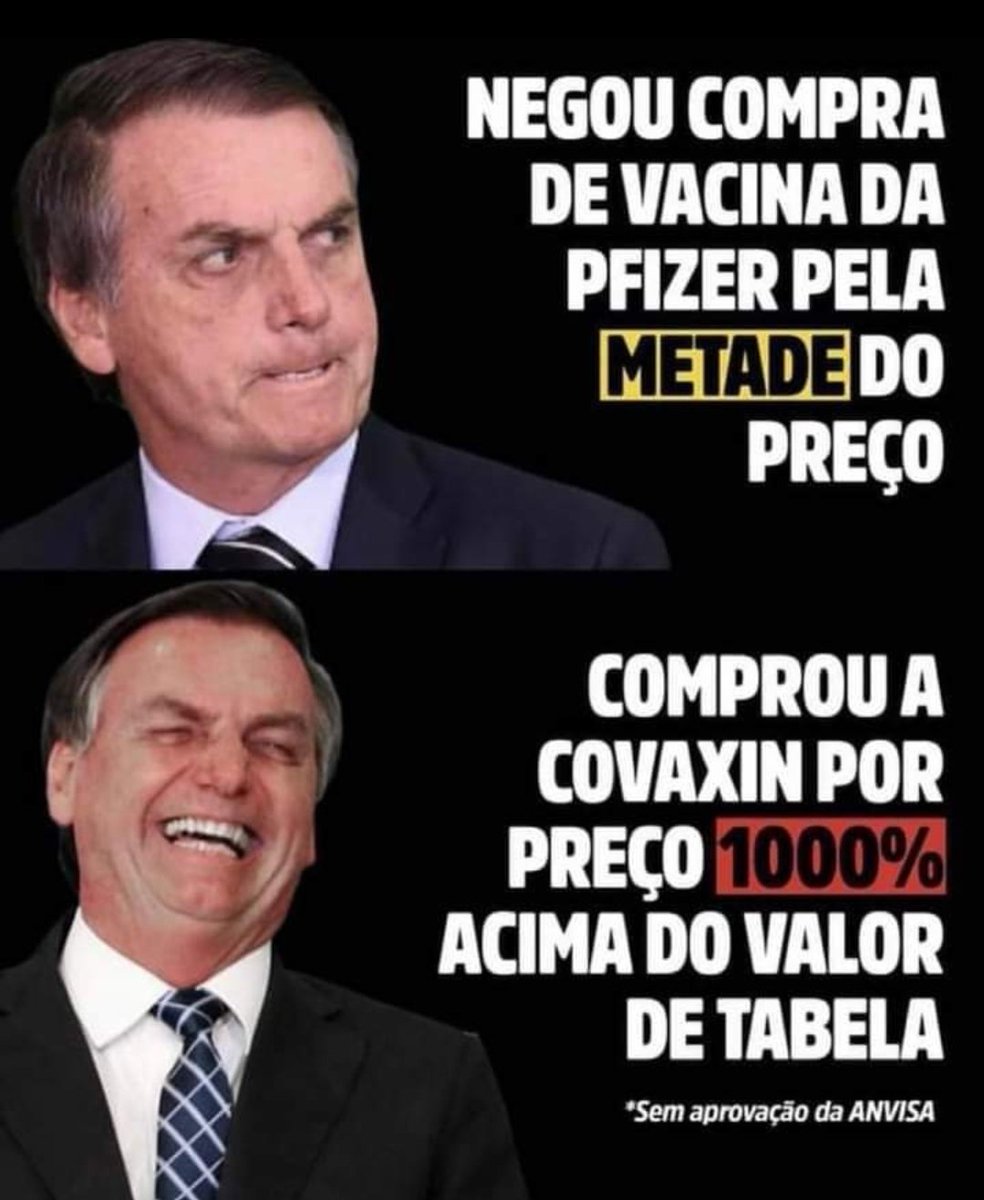 NEGOU COMPRA
DE VACINA DA
PFIZER PELA
METADE DO
PREÇO
COMPROU A
COVAXIN POR
PREÇO 1000%
ACIMA DO VALOR
DE TABELA
*Sem aprovação da ANVISA